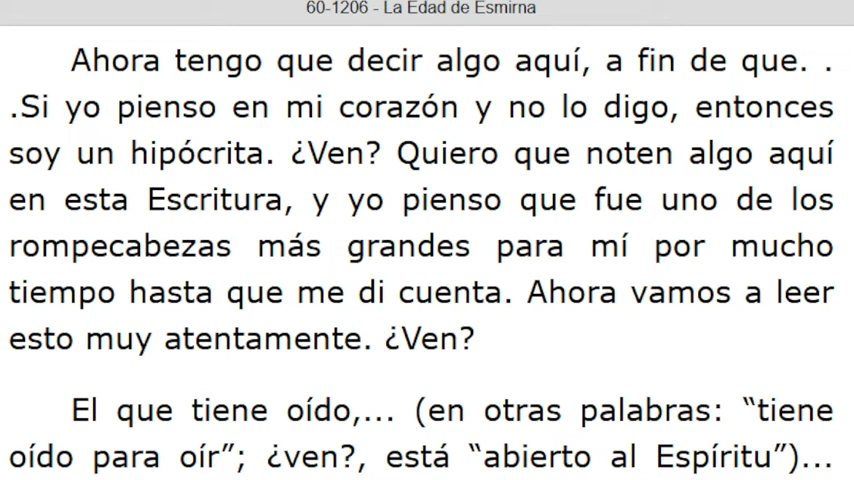 60-1206 - La Edad de Esmirna
Ahora tengo que decir algo aquí, a fin de que. .
.Si yo pienso en mi corazón y no lo digo, entonces
soy un hipócrita. ¿Ven? Quiero que noten algo aquí
en esta Escritura, y yo pienso que fue uno de los
rompecabezas más grandes para mí por mucho
tiempo hasta que me di cuenta. Ahora vamos a leer
esto muy atentamente. ¿Ven?
El que tiene oído,... (en otras palabras: “tiene
oído para oír”; ¿ven?, está “abierto al Espíritu”)...